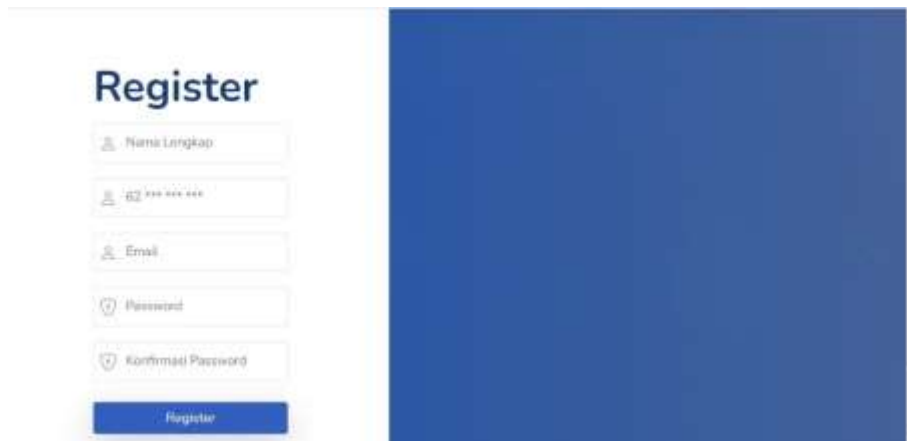 Register
Nama Lengkap
62 *** *** ***
Email
Password
Konfirmasi Password
Register